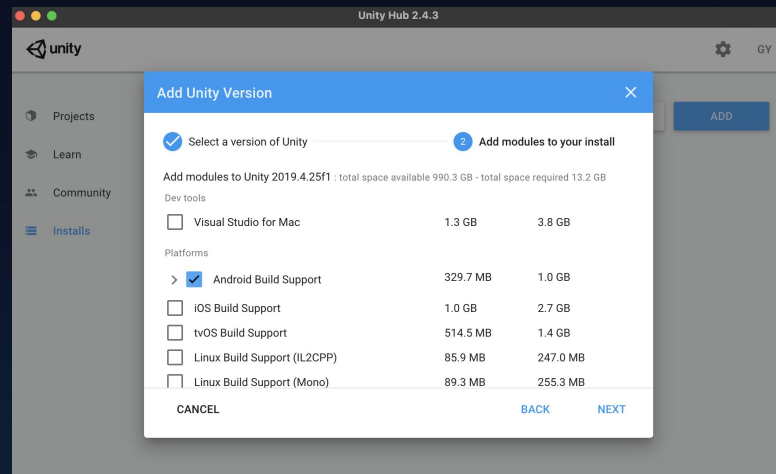 Unity Hub 2.4.3
unity
GY
Add Unity Version
Projects
ADD
Select a version of Unity
2
Add modules to your install
Learn
Add modules to Unity 2019.4.25f1 : total space available 990.3 GB - total space required 13.2 GB
Community
Dev tools
Visual Studio for Mac 1.3 GB 3.8 GB
Installs
Platforms
Android Build Support 329.7 MB 1.0 GB
iOS Build Support 1.0 GB 2.7 GB
tvOS Build Support 514.5 MB 1.4 GB
Linux Build Support (IL2CPP) 85.9 MB 247.0 MB
Linux Build Support (Mono) 89.3 MB 255.3 MB
CANCEL BACK NEXT